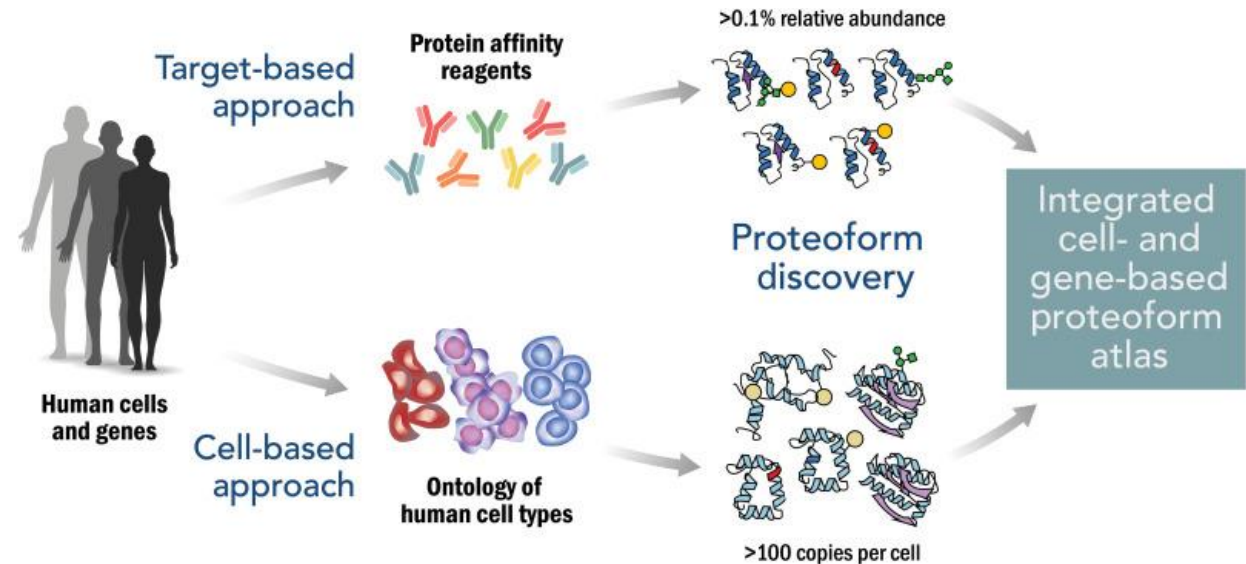 >0.1% relative abundance
Target-based
approach
Protein affinity
reagents
Proteoform
discovery
Integrated
cell- and
gene-based
proteoform
atlas
Human cells
and genes
Cell-based
approach
Ontology of
human cell types
>100 copies per cell